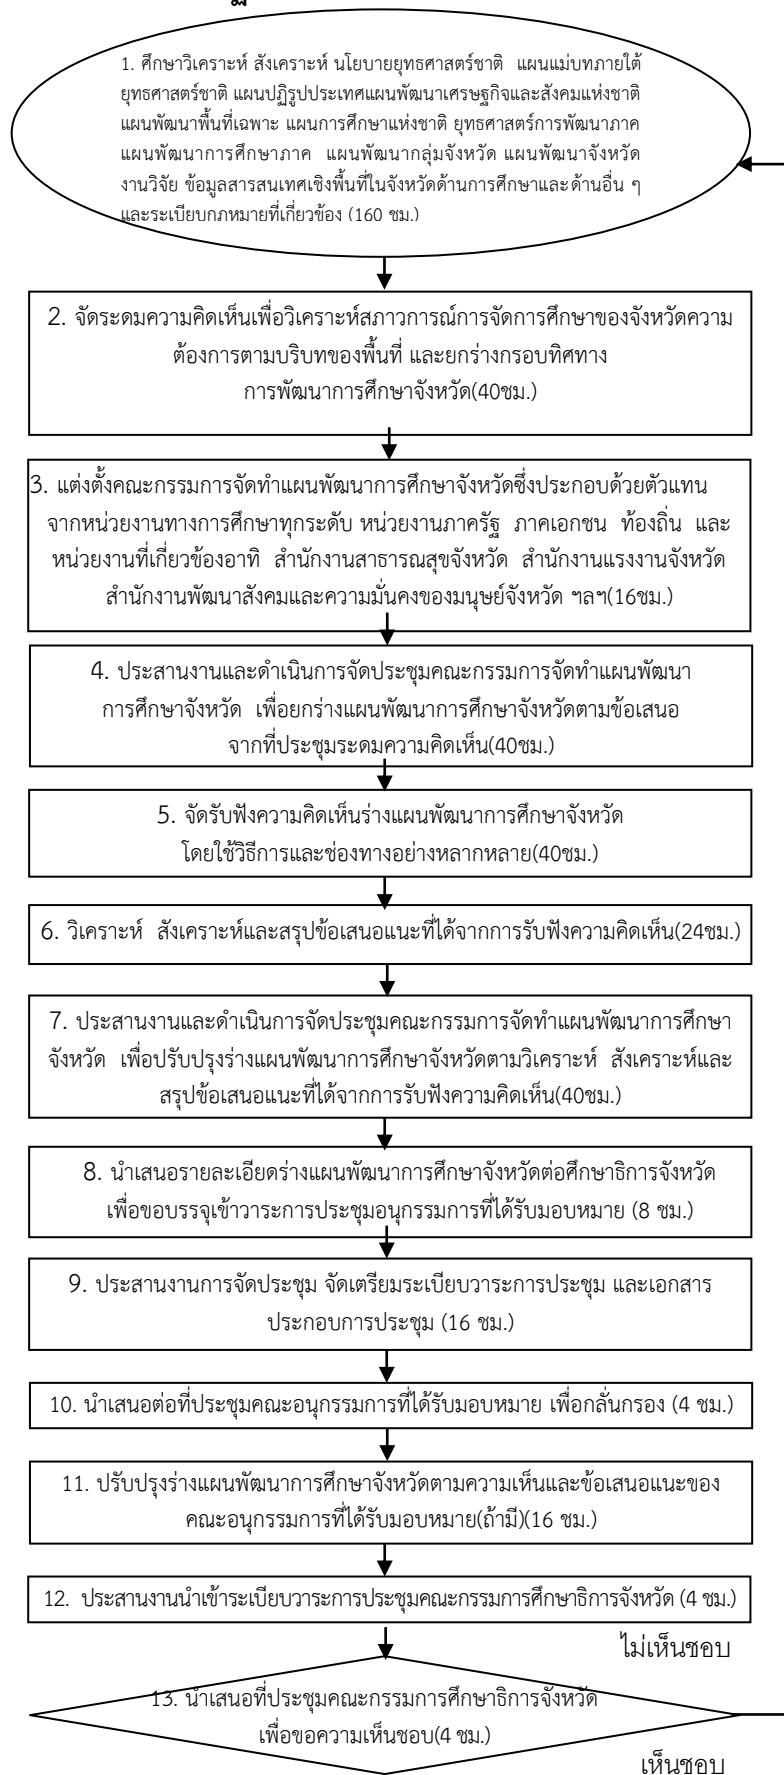 1. ศึกษาวิเคราะห์ สังเคราะห์ นโยบายยุทธศาสตร์ชาติ แผนแม่บทภายใต้
ยุทธศาสตร์ชาติ แผนปฏิรูปประเทศแผนพัฒนาเศรษฐกิจและสังคมแห่งชาติ
แผนพัฒนาพื้นที่เฉพาะ แผนการศึกษาแห่งชาติ ยุทธศาสตร์การพัฒนาภาค
แผนพัฒนาการศึกษาภาค แผนพัฒนากลุ่มจังหวัด แผนพัฒนาจังหวัด
งานวิจัย ข้อมูลสารสนเทศเชิงพื้นที่ในจังหวัดด้านการศึกษาและด้านอื่น ๆ
และระเบียบกฎหมายที่เกี่ยวข้อง (160 ชม.)
2. จัดระดมความคิดเห็นเพื่อวิเคราะห์สภาวการณ์การจัดการศึกษาของจังหวัดความ
ต้องการตามบริบทของพื้นที่ และยกร่างกรอบทิศทาง
การพัฒนาการศึกษาจังหวัด(40ชม.)
3. แต่งตั้งคณะกรรมการจัดทำแผนพัฒนาการศึกษาจังหวัดซึ่งประกอบด้วยตัวแทน
จากหน่วยงานทางการศึกษาทุกระดับ หน่วยงานภาครัฐ ภาคเอกชน ท้องถิ่น และ
หน่วยงานที่เกี่ยวข้องอาทิ สำนักงานสาธารณสุขจังหวัด สำนักงานแรงงานจังหวัด
สำนักงานพัฒนาสังคมและความมั่นคงของมนุษย์จังหวัด ฯลฯ(16ชม.)
4. ประสานงานและดำเนินการจัดประชุมคณะกรรมการจัดทำแผนพัฒนา
การศึกษาจังหวัด เพื่อยกร่างแผนพัฒนาการศึกษาจังหวัดตามข้อเสนอ
จากที่ประชุมระดมความคิดเห็น(40ชม.)
5. จัดรับฟังความคิดเห็นร่างแผนพัฒนาการศึกษาจังหวัด
โดยใช้วิธีการและช่องทางอย่างหลากหลาย(40ชม.)
6. วิเคราะห์ สังเคราะห์และสรุปข้อเสนอแนะที่ได้จากการรับฟังความคิดเห็น(24ชม.)
7. ประสานงานและดำเนินการจัดประชุมคณะกรรมการจัดทำแผนพัฒนาการศึกษา
จังหวัด เพื่อปรับปรุงร่างแผนพัฒนาการศึกษาจังหวัดตามวิเคราะห์ สังเคราะห์และ
สรุปข้อเสนอแนะที่ได้จากการรับฟังความคิดเห็น(40ชม.)
8. นำเสนอรายละเอียดร่างแผนพัฒนาการศึกษาจังหวัดต่อศึกษาธิการจังหวัด
เพื่อขอบรรจุเข้าวาระการประชุมอนุกรรมการที่ได้รับมอบหมาย (8 ชม.)
9. ประสานงานการจัดประชุม จัดเตรียมระเบียบวาระการประชุม และเอกสาร
ประกอบการประชุม (16 ชม.)
10. นำเสนอต่อที่ประชุมคณะอนุกรรมการที่ได้รับมอบหมาย เพื่อกลั่นกรอง (4 ชม.)
11. ปรับปรุงร่างแผนพัฒนาการศึกษาจังหวัดตามความเห็นและข้อเสนอแนะของ
คณะอนุกรรมการที่ได้รับมอบหมาย(ถ้ามี)(16 ชม.)
12. ประสานงานนำเข้าระเบียบวาระการประชุมคณะกรรมการศึกษาธิการจังหวัด (4 ชม.)
ไม่เห็นชอบ
13. นำเสนอที่ประชุมคณะกรรมการศึกษาธิการจังหวัด
เพื่อขอความเห็นชอบ(4 ชม.)
เห็นชอบ